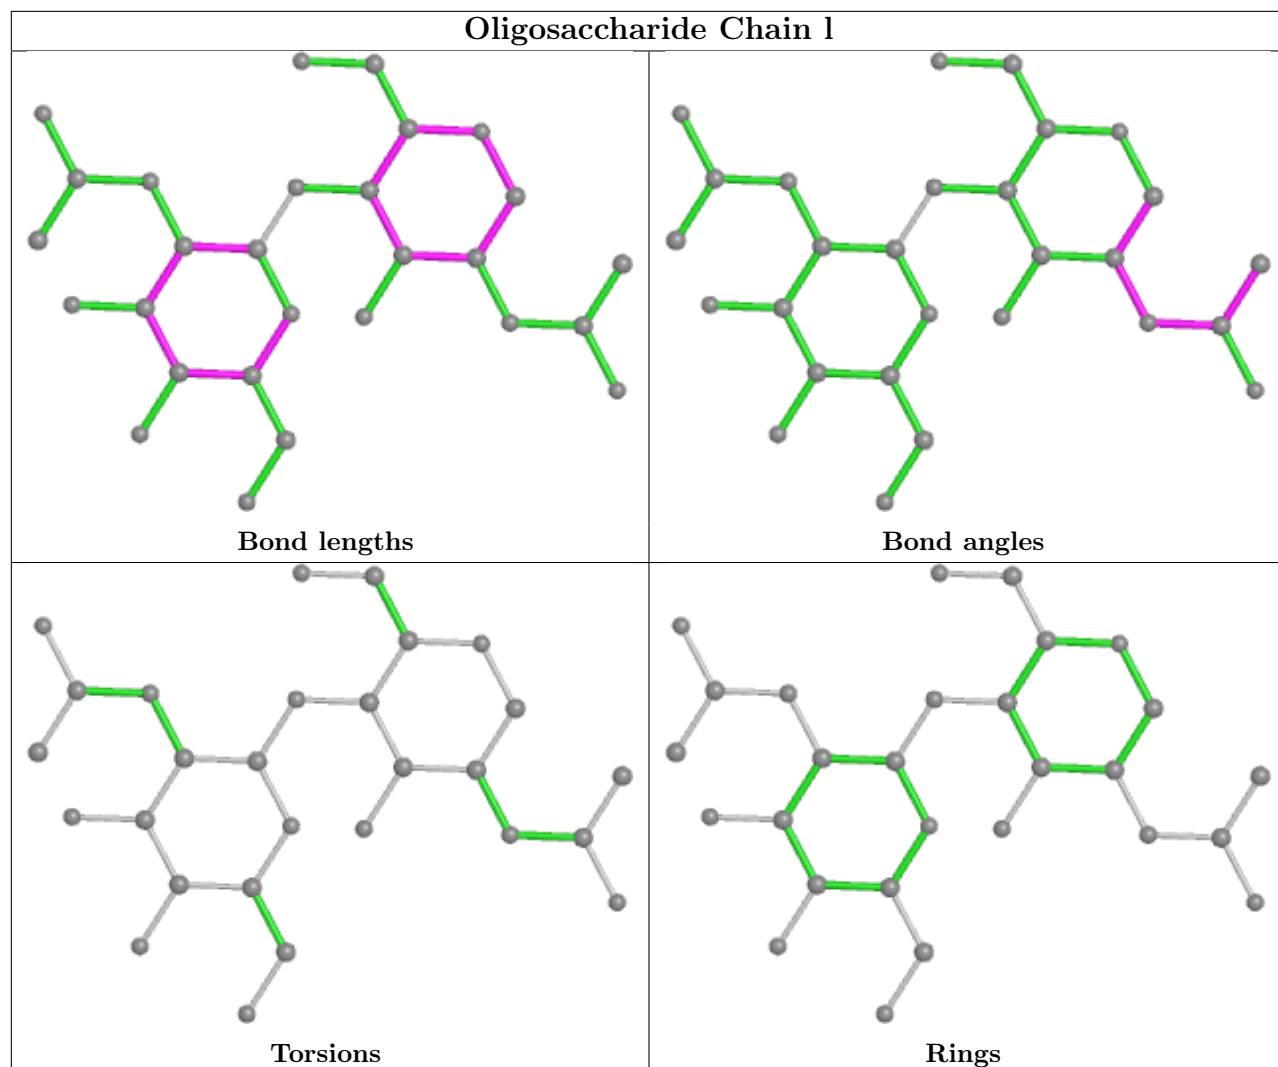 Oligosaccharide Chain l
Bond lengths
Bond angles
Torsions
Rings